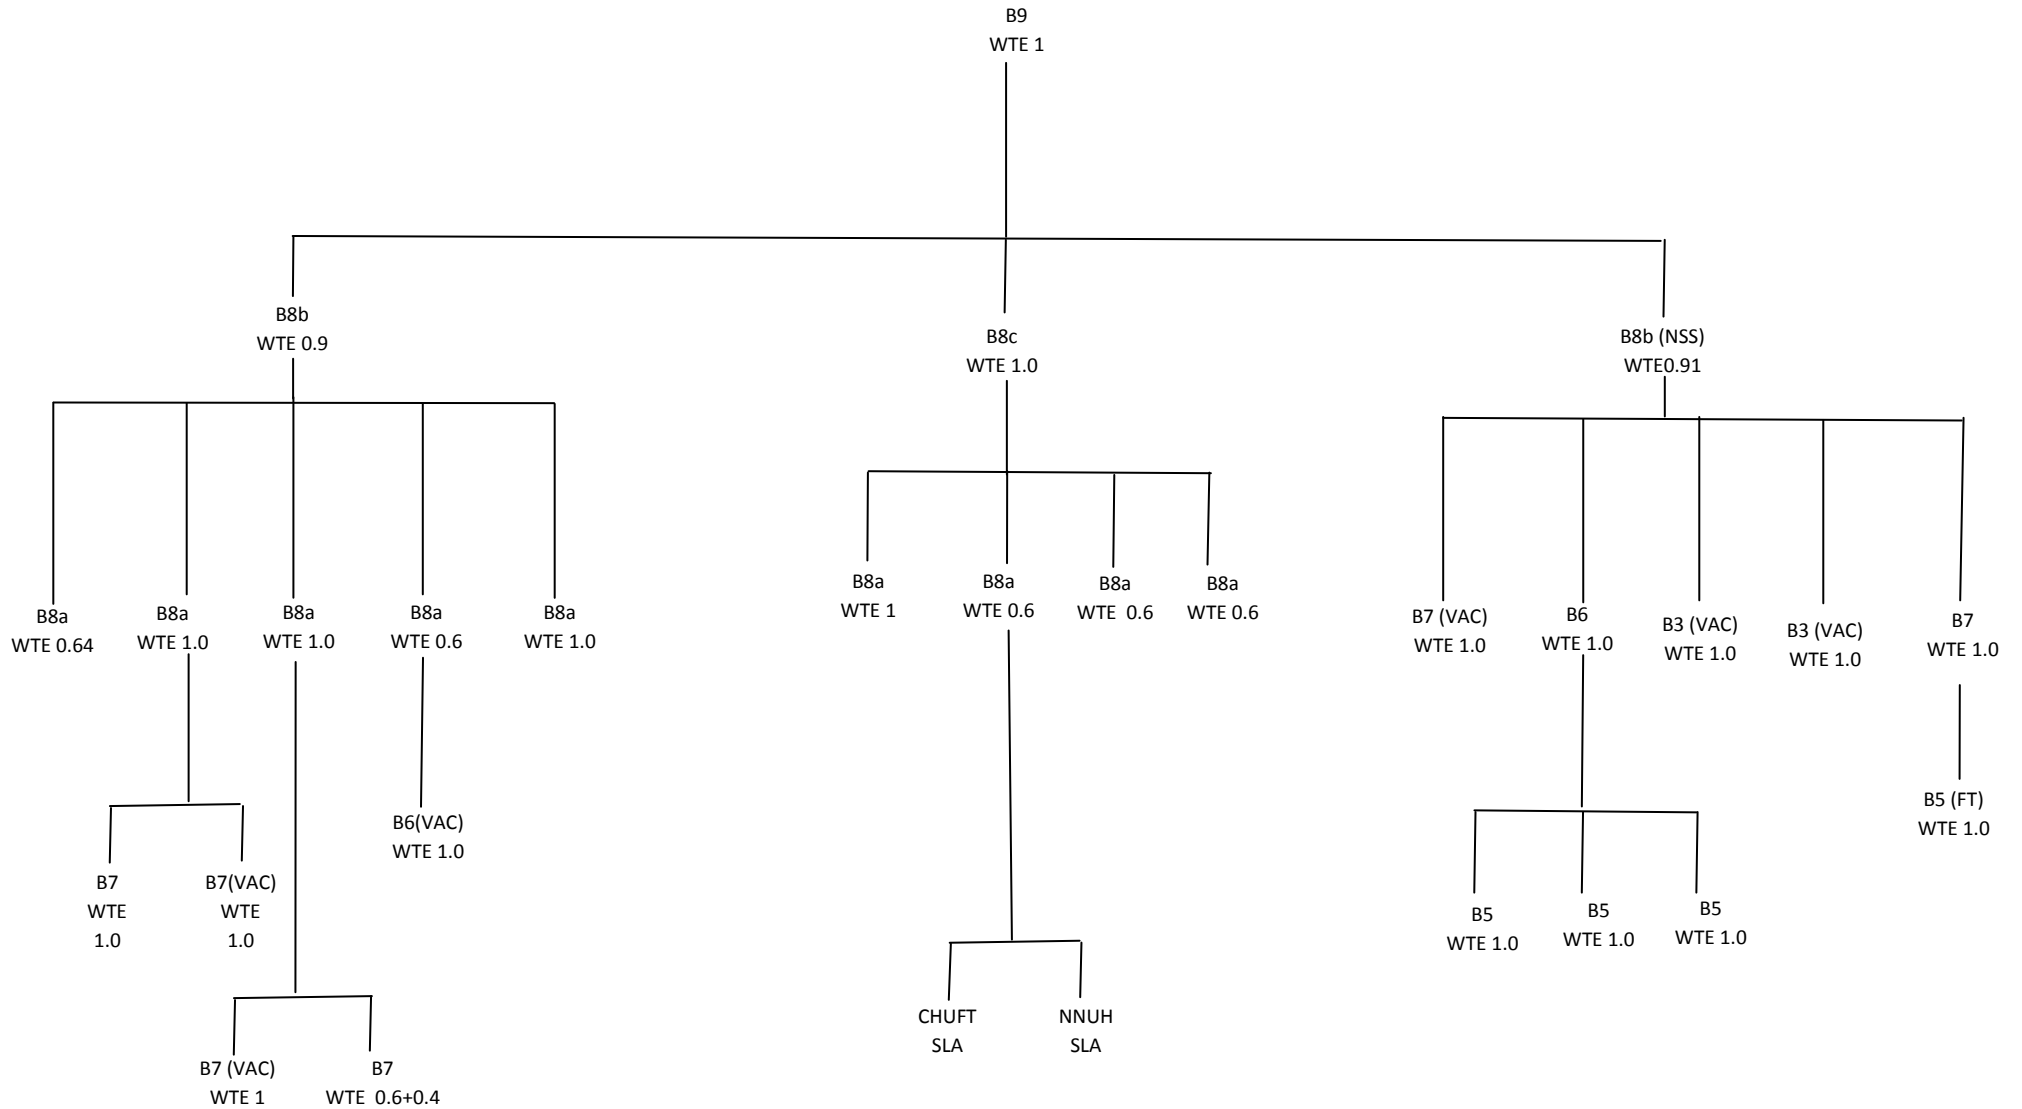 B9
WTE 1
B8b
WTE 0.9
B8c
WTE 1.0
B8b (NSS)
WTE0.91
B8a
WTE 0.64
B8a
WTE 1.0
B8a
WTE 1.0
B8a
WTE 0.6
B8a
WTE 1.0
B8a
WTE 1
B8a
WTE 0.6
B8a
WTE 0.6
B8a
WTE 0.6
B7 (VAC)
WTE 1.0
B6
WTE 1.0
B3 (VAC)
WTE 1.0
B3 (VAC)
WTE 1.0
B7
WTE 1.0
B6(VAC)
WTE 1.0
B5 (FT)
WTE 1.0
B7
WTE
1.0
B7(VAC)
WTE
1.0
B5
WTE 1.0
B5
WTE 1.0
B5
WTE 1.0
CHUFT
SLA
NNUH
SLA
B7 (VAC)
WTE 1
B7
WTE 0.6+0.4